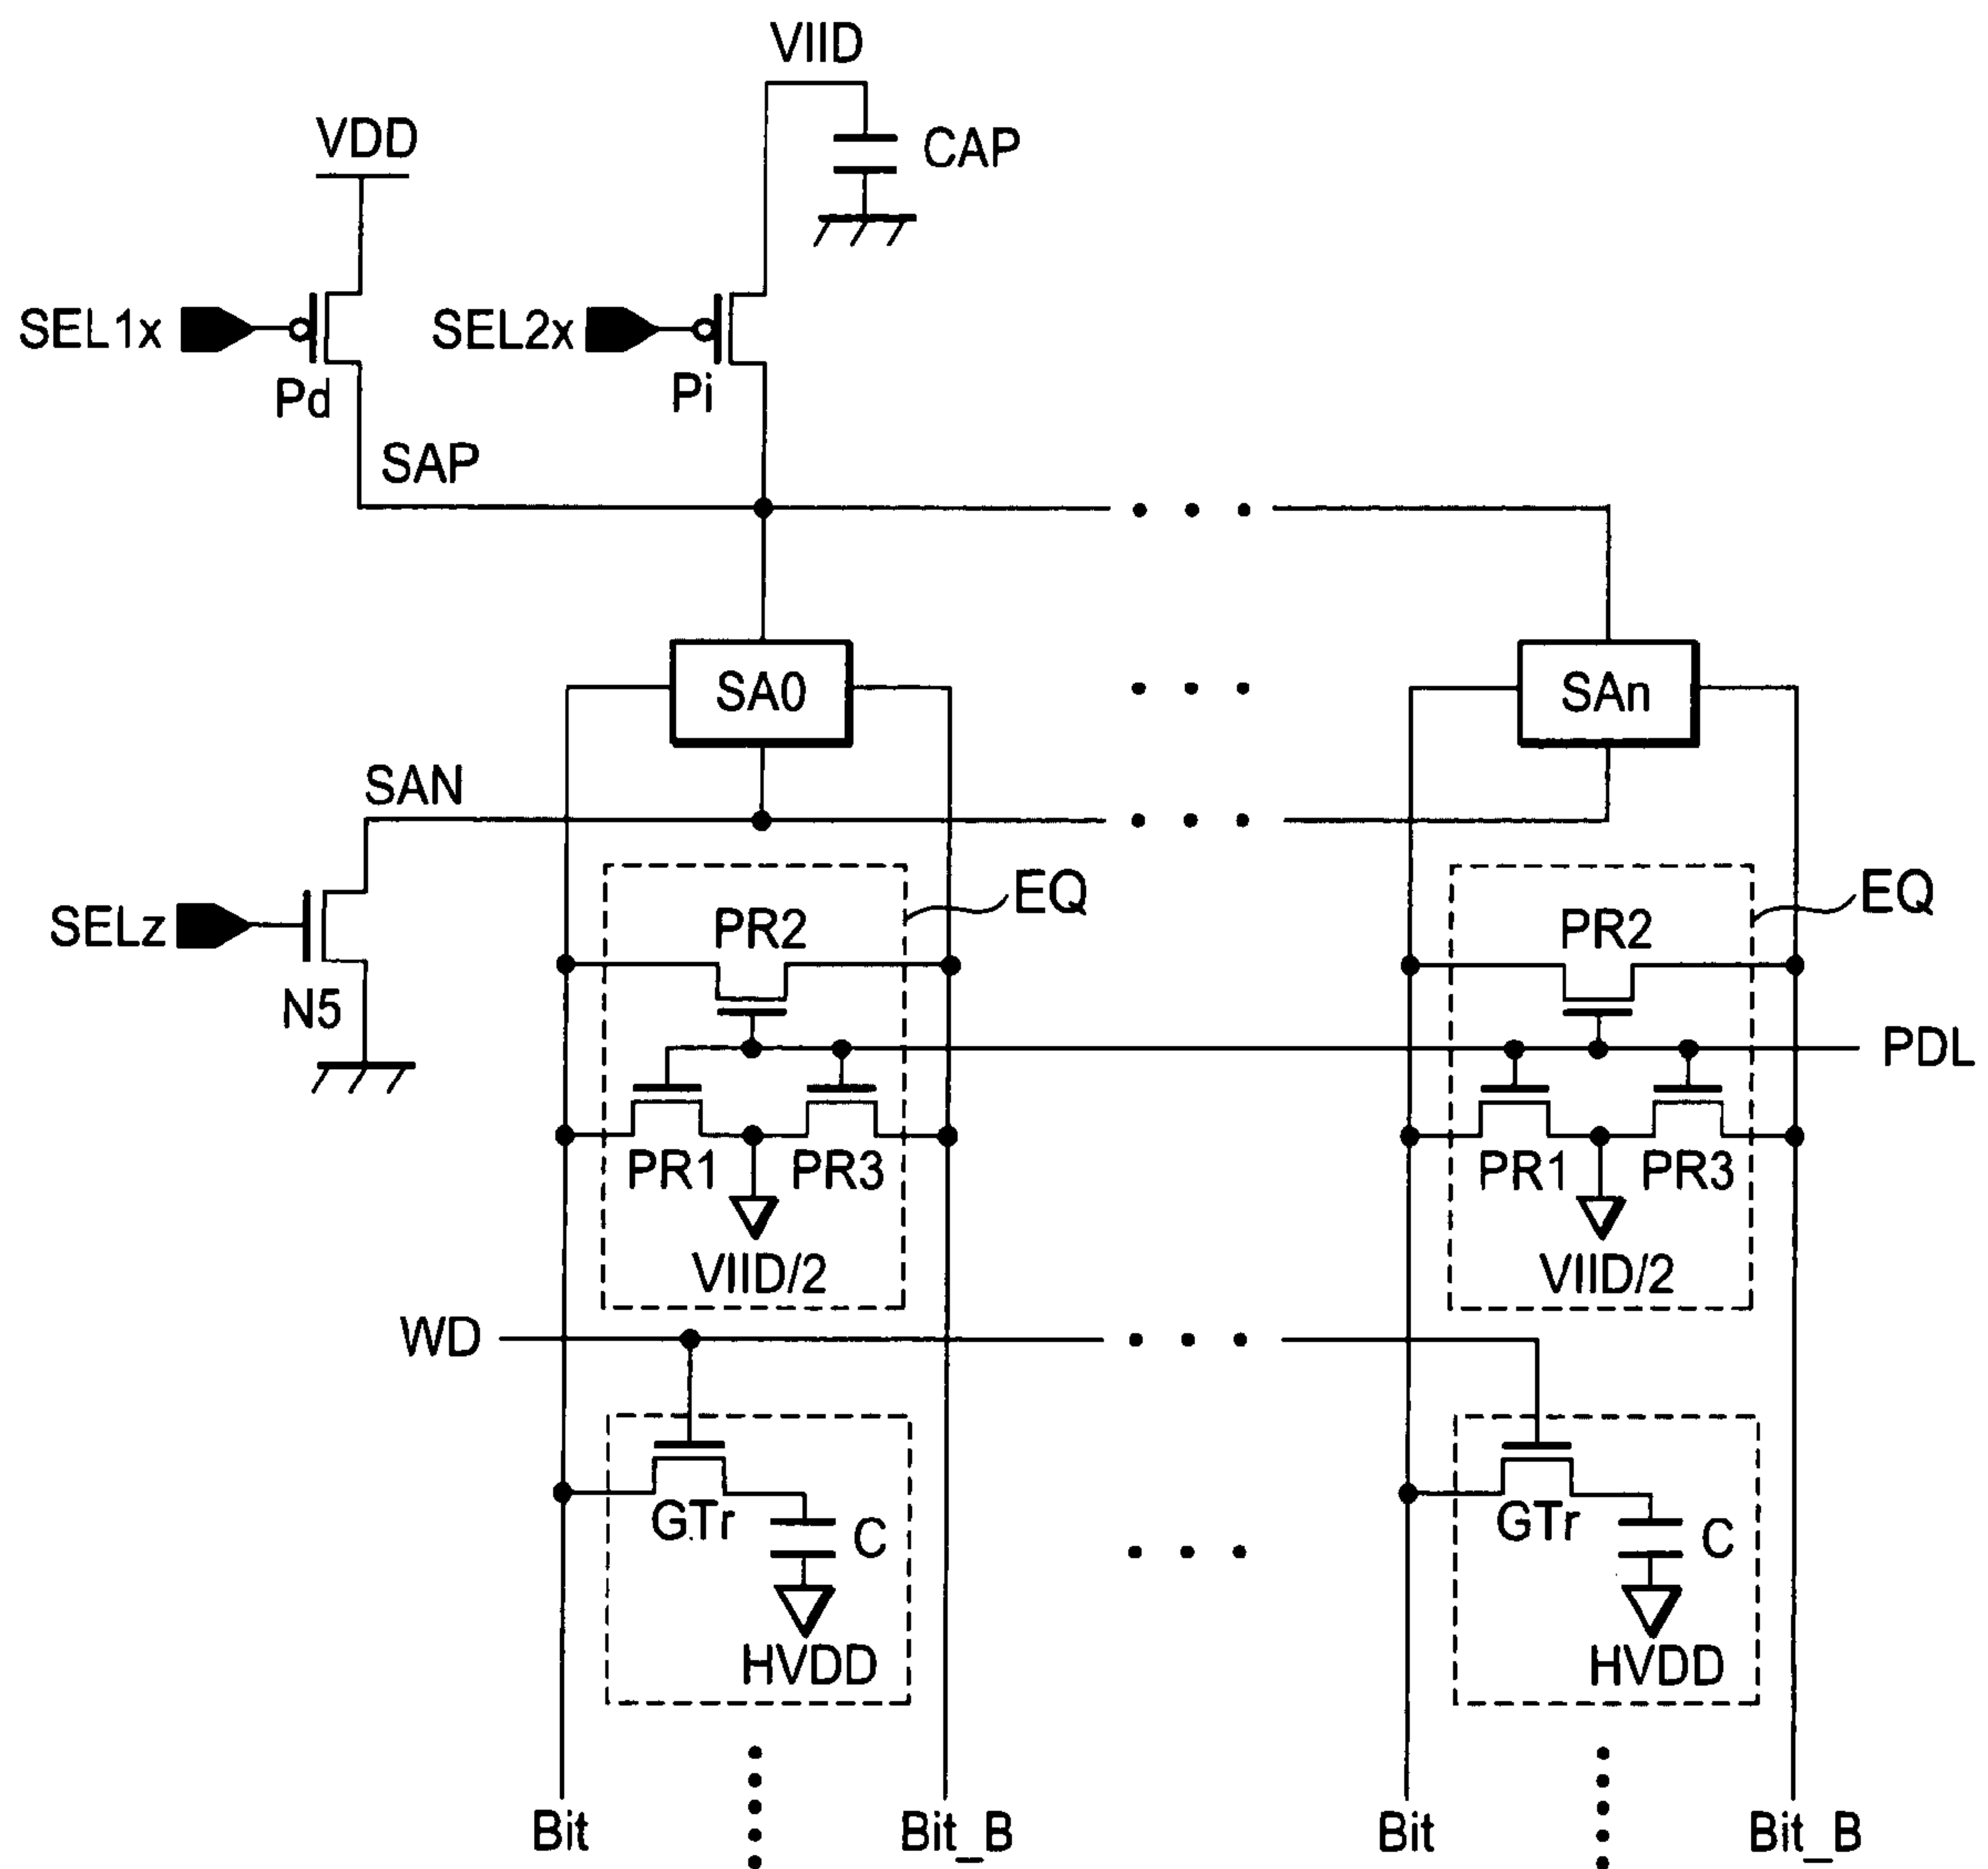 VIID
VDD
CAP
SEL1x
SEL2x
Pd
Pi
SAP
SA0
SAn
SAN
EQ
EQ
SELz
PR2
PR2
N5
PDL
PR1
PR3
PR1
PR3
VIID/2
VIID/2
WD
GTr
C
GTr
C
HVDD
HVDD
Bit
Bit_B
Bit
Bit_B